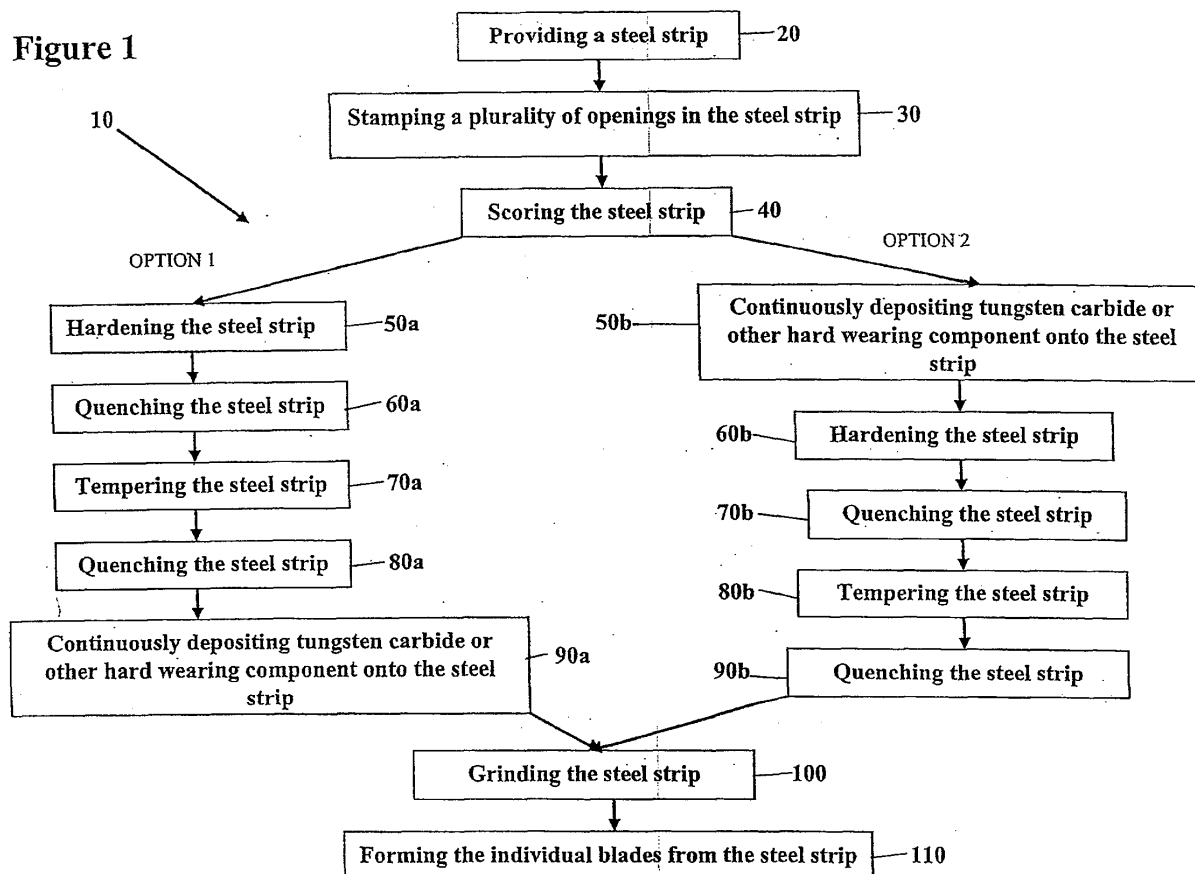 Figure 1
Providing a steel strip
20
10
Stamping a plurality of openings in the steel strip
30
Scoring the steel strip
40
OPTION 1
OPTION 2
Hardening the steel strip
50a
Quenching the steel strip
60a
Tempering the steel strip
70a
Quenching the steel strip
80a
Continuously depositing tungsten carbide or
other hard wearing component onto the steel
strip
90a
50b
Continuously depositing tungsten carbide or
other hard wearing component onto the steel
strip
60b
Hardening the steel strip
70b
Quenching the steel strip
80b
Tempering the steel strip
90b
Quenching the steel strip
Grinding the steel strip
100
Forming the individual blades from the steel strip
110